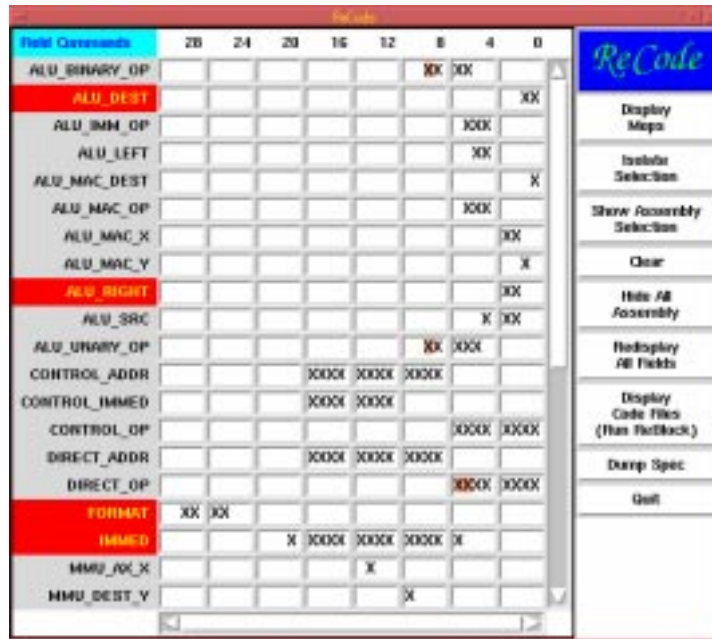 ReCode
Field Commands 28 24 20 16 12 8 4 0
ALU_BINARY_OP XX XX
ALU_DEST XX
ALU_IMM_OP XXX
ALU_LEFT XX
ALU_MAC_DEST X
ALU_MAC_OP XXX
ALU_MAC_X XX
ALU_MAC_Y X
ALU_RIGHT XX
ALU_SRC X XX
ALU_UNARY_OP XX XXX
CONTROL_ADDR XXXX XXXX XXXX
CONTROL_IMMED XXXX XXXX
CONTROL_OP XXXX XXXX
DIRECT_ADDR XXXX XXXX XXXX
DIRECT_OP XXXX XXXX
FORMAT XX XX
IMMED X XXXX XXXX XXXX X
MMU_AX_X X
MMU_DEST_Y X
ReCode
Display
Maps
Isolate
Selection
Show Assembly
Selection
Clear
Hide All
Assembly
Redisplay
All Fields
Display
Code Files
(Run ReBlock)
Dump Spec
Quit